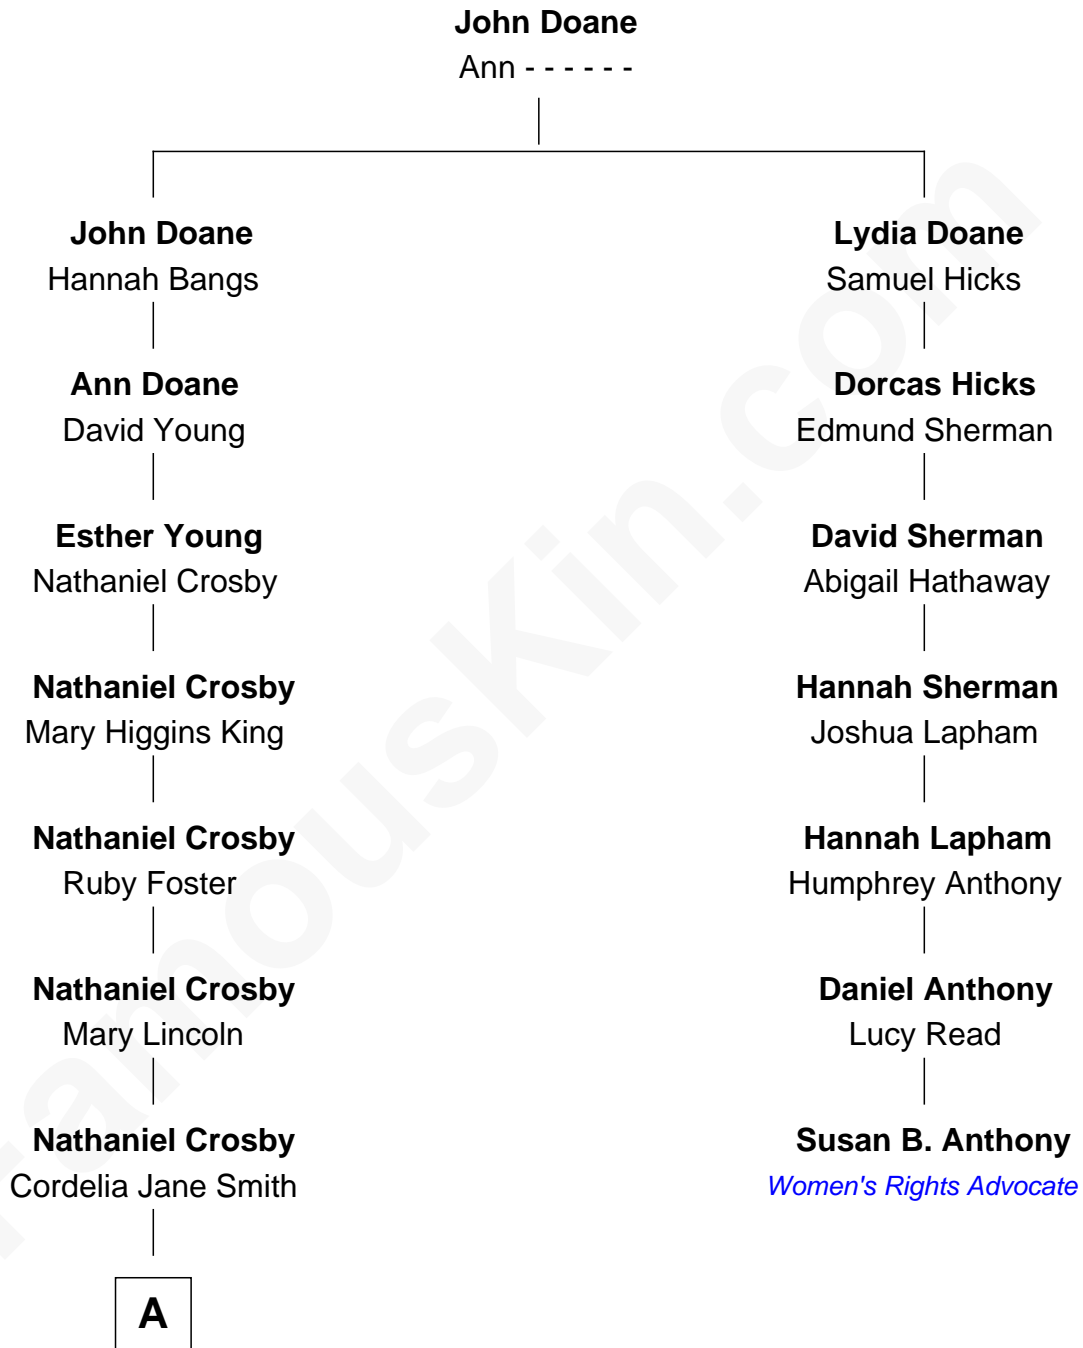 John Doane
Ann - - - - - -
John Doane
Hannah Bangs
Lydia Doane
Samuel Hicks
Ann Doane
David Young
Dorcas Hicks
Edmund Sherman
Esther Young
Nathaniel Crosby
David Sherman
Abigail Hathaway
Nathaniel Crosby
Mary Higgins King
Hannah Sherman
Joshua Lapham
Nathaniel Crosby
Ruby Foster
Hannah Lapham
Humphrey Anthony
Nathaniel Crosby
Mary Lincoln
Daniel Anthony
Lucy Read
Nathaniel Crosby
Cordelia Jane Smith
Susan B. Anthony
Women's Rights Advocate
A
FamousKin.com